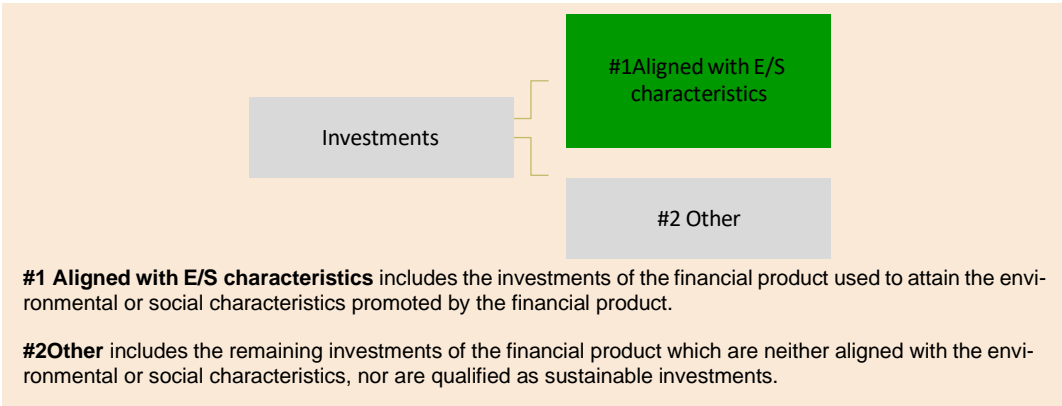 #1Aligned with E/S
characteristics
Investments
#2 Other
#1 Aligned with E/S characteristics includes the investments of the financial product used to attain the envi-
ronmental or social characteristics promoted by the financial product.
#2Other includes the remaining investments of the financial product which are neither aligned with the envi-
ronmental or social characteristics, nor are qualified as sustainable investments.